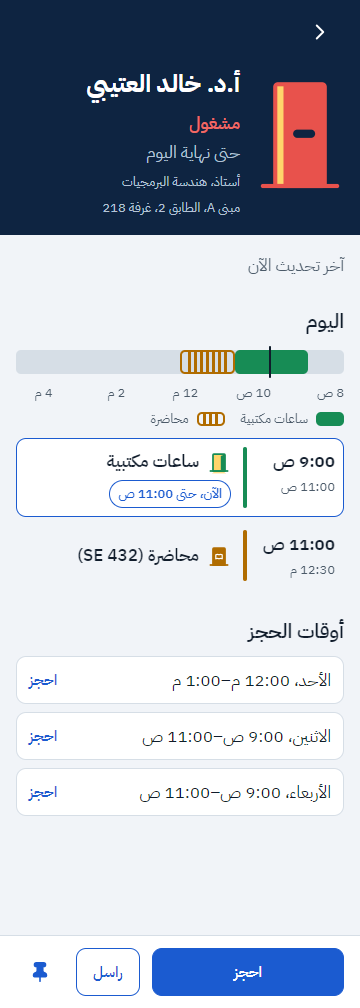 أ.د. خالد العتيبي
مشغول
حتى نهاية اليوم
أستاذ، هندسة البرمجيات
مبنى A، الطابق 2، غرفة 218
آخر تحديث الآن
اليوم
8 ص 10 ص 12 م 2 م 4 م
ساعات مكتبية محاضرة
9:00 ص ساعات مكتبية
11:00 ص الآن، حتى 11:00 ص
11:00 ص محاضرة (SE 432)
12:30 م
أوقات الحجز
الأحد، 12:00 م–1:00 م احجز
الاثنين، 9:00 ص–11:00 ص احجز
الأربعاء، 9:00 ص–11:00 ص احجز
احجز راسل